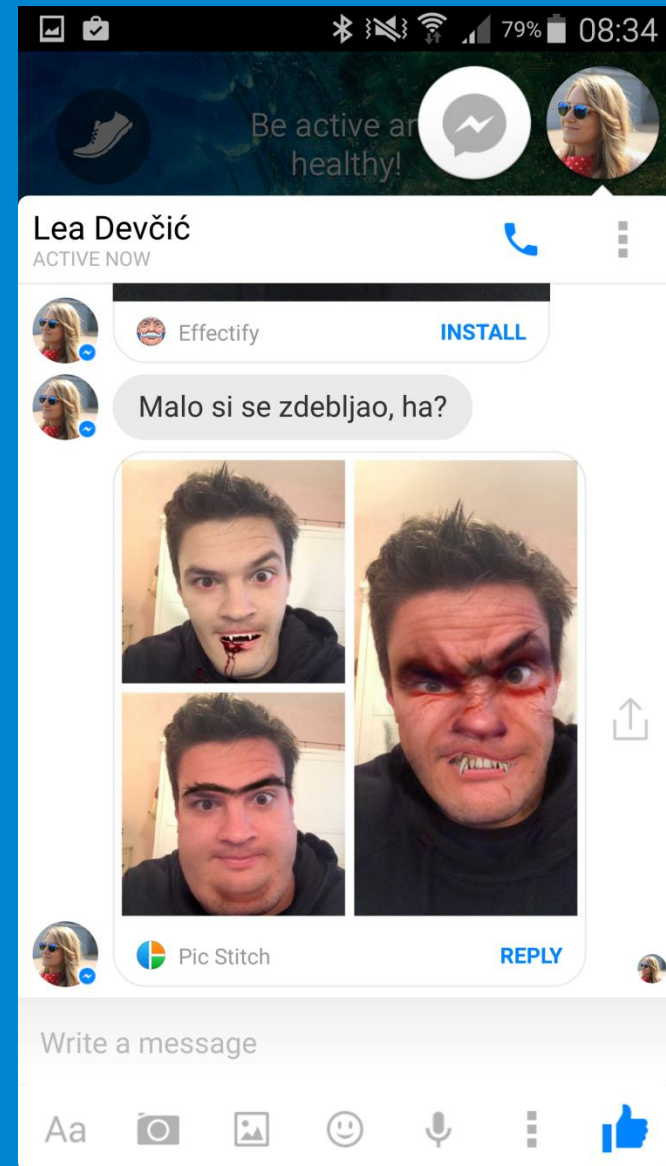 79% 08:34
Be active an
healthy!
Lea Devčić
ACTIVE NOW
Effectify INSTALL
Malo si se zdebljao, ha?
Pic Stitch REPLY
Write a message
Aa